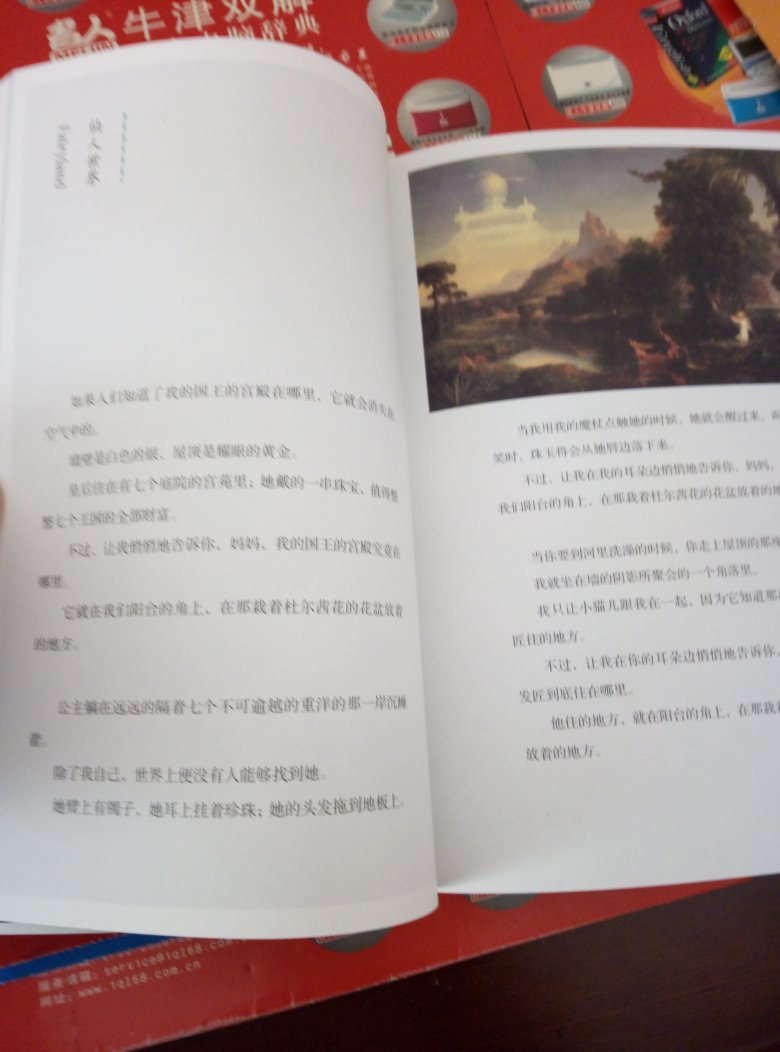 牛津双解
辞典
Oxford
仙人世界
Fairyland
如果人们知道了我的国王的宫殿在哪里，它就会消失在
空气中的。
墙壁是白色的银，屋顶是耀眼的黄金。
皇后住在有七个庭院的宫苑里；她戴的一串珠宝，值得整
整七个王国的全部财富。
不过，让我悄悄地告诉你，妈妈，我的国王的宫殿究竟在
哪里。
它就在我们阳台的角上，在那栽着杜尔茜花的花盆放着
的地方。
公主躺在远远的隔着七个不可逾越的重洋的那一岸沉睡
着。
除了我自己，世界上便没有人能够找到她。
她臂上有镯子，她耳上挂着珍珠；她的头发拖到地板上。
当我用我的魔杖点触她的时候，她就会醒过来，而
笑时，珠玉将会从她唇边落下来。
不过，让我在我的耳朵边悄悄地告诉你，妈妈，
我们阳台的角上，在那栽着杜尔茜花的花盆放着的地
当你要到河里洗澡的时候，你走上屋顶的那座
我就坐在墙的阴影所聚会的一个角落里。
我只让小猫儿跟我在一起，因为它知道那
匠住的地方。
不过，让我在你的耳朵边悄悄地告诉你，
发匠到底住在哪里。
他住的地方，就在阳台的角上，在那栽着
放着的地方。
服务信箱：service@iq168.com
网址：www.iq168.com.cn